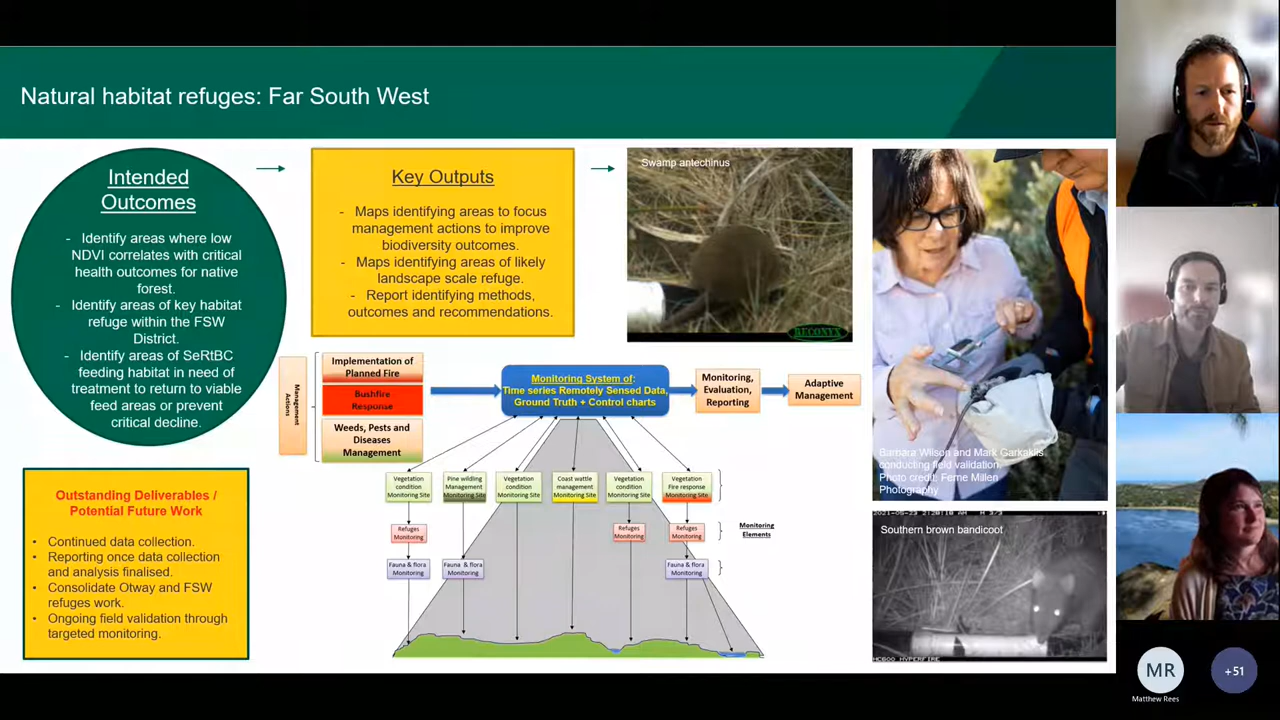 Natural habitat refuges: Far South West
Intended
Outcomes
- Identify areas where low
NDVI correlates with critical
health outcomes for native
forest.
- Identify areas of key habitat
refuge within the FSW
District.
- Identify areas of SeRtBC
feeding habitat in need of
treatment to return to viable
feed areas or prevent
critical decline.
Key Outputs
- Maps identifying areas to focus
management actions to improve
biodiversity outcomes.
- Maps identifying areas of likely
landscape scale refuge.
- Report identifying methods,
outcomes and recommendations.
Swamp antechinus
RECONYX
Barbara Wilson and Mark Garkaklis
conducting field validation.
Photo credit: Ferne Millen
Photography
Southern brown bandicoot
HC600 HYPERFIRE
Management
Actions
Implementation of
Planned Fire
Bushfire
Response
Weeds, Pests and
Diseases
Management
Monitoring System of:
Time series Remotely Sensed Data,
Ground Truth + Control charts
Monitoring,
Evaluation,
Reporting
Adaptive
Management
Vegetation
condition
Monitoring Site
Pine wilding
Management
Monitoring Site
Vegetation
condition
Monitoring Site
Coast wattle
management
Monitoring Site
Vegetation
condition
Monitoring Site
Vegetation
Fire response
Monitoring Site
Refuges
Monitoring
Refuges
Monitoring
Refuges
Monitoring
Monitoring
Elements
Fauna & flora
Monitoring
Fauna & flora
Monitoring
Fauna & flora
Monitoring
Outstanding Deliverables /
Potential Future Work
• Continued data collection.
• Reporting once data collection
and analysis finalised.
• Consolidate Otway and FSW
refuges work.
• Ongoing field validation through
targeted monitoring.
MR
Matthew Rees
+51